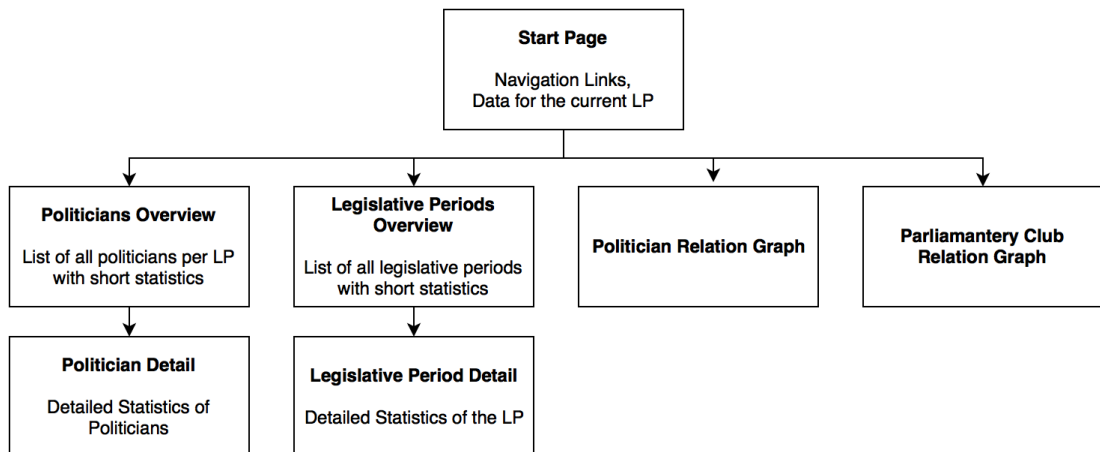 Start Page
Navigation Links,
Data for the current LP
Politicians Overview
List of all politicians per LP
with short statistics
Legislative Periods
Overview
List of all legislative periods
with short statistics
Politician Relation Graph
Parliamantery Club
Relation Graph
Politician Detail
Detailed Statistics of
Politicians
Legislative Period Detail
Detailed Statistics of the LP